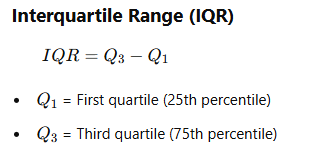 Interquartile Range (IQR)
IQR = Q₃ − Q₁
• Q₁ = First quartile (25th percentile)
• Q₃ = Third quartile (75th percentile)